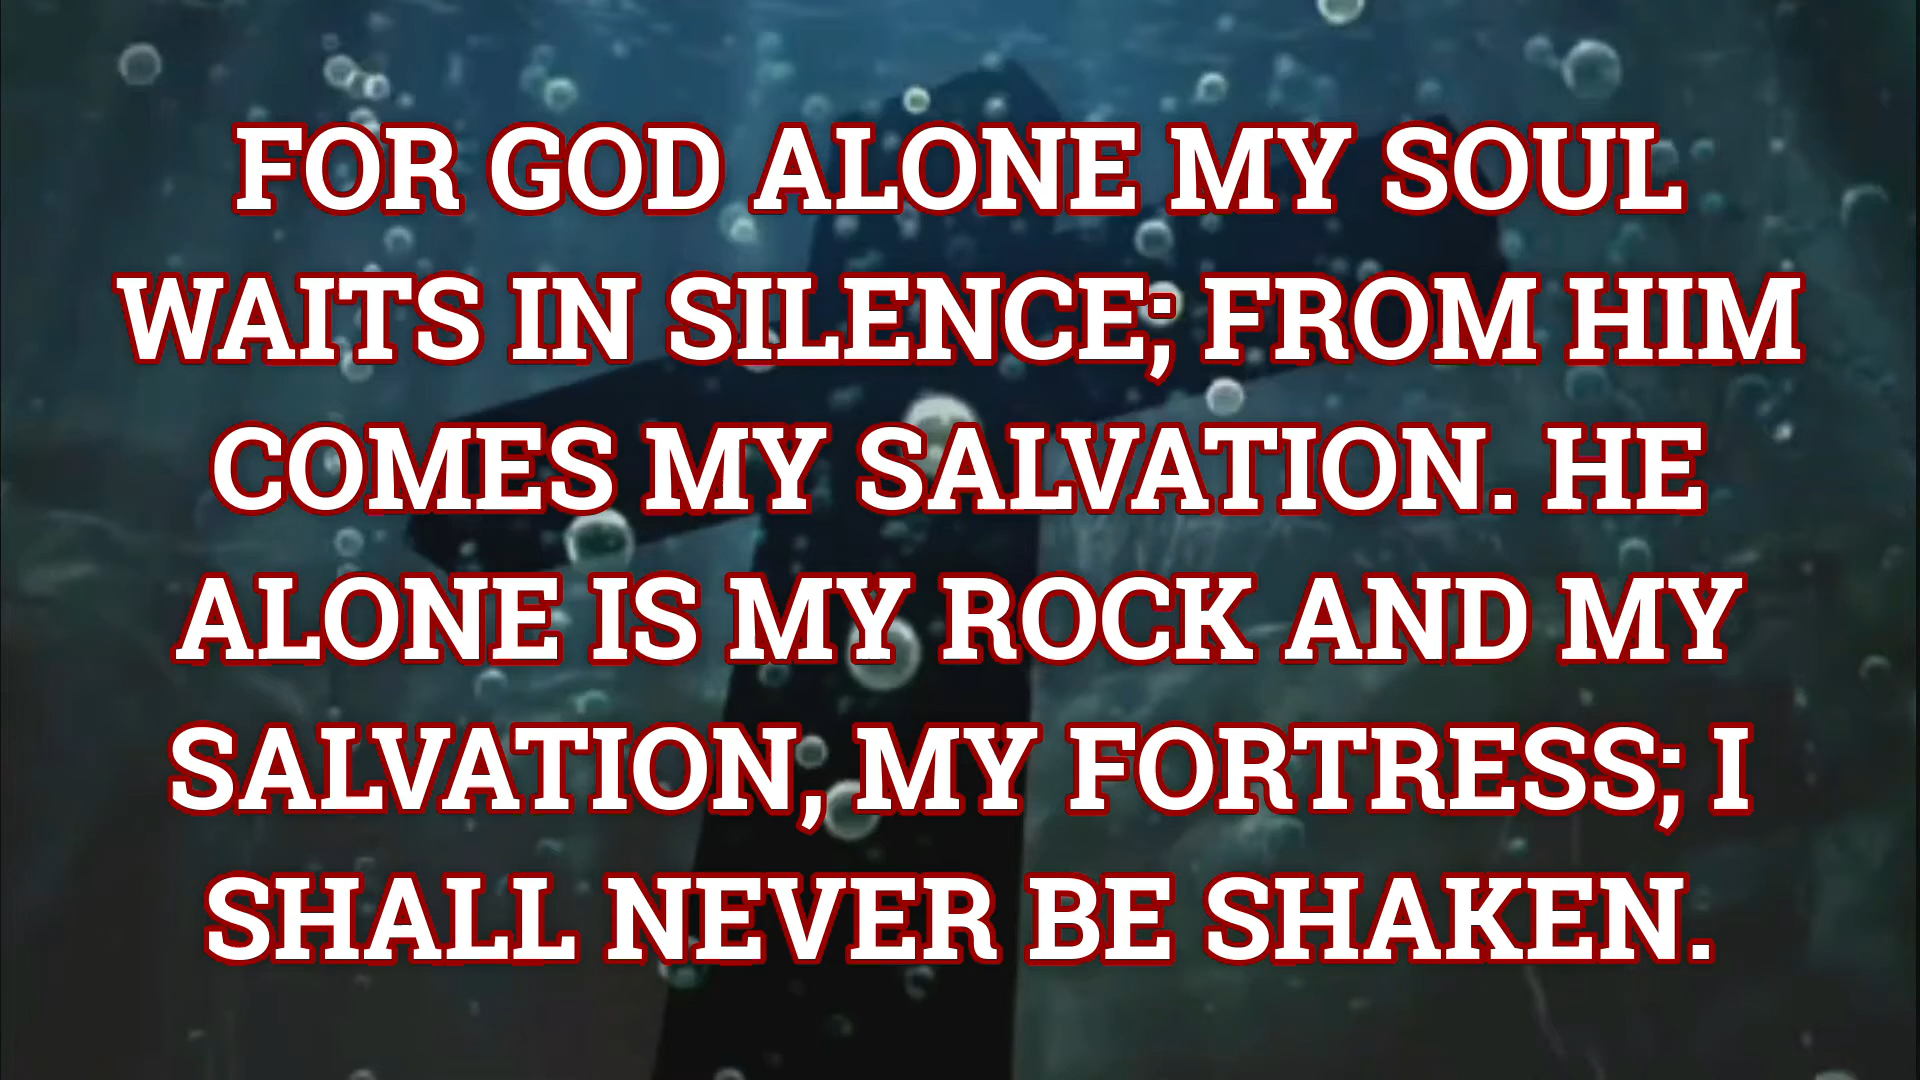 FOR GOD ALONE MY SOUL
WAITS IN SILENCE; FROM HIM
COMES MY SALVATION. HE
ALONE IS MY ROCK AND MY
SALVATION, MY FORTRESS; I
SHALL NEVER BE SHAKEN.